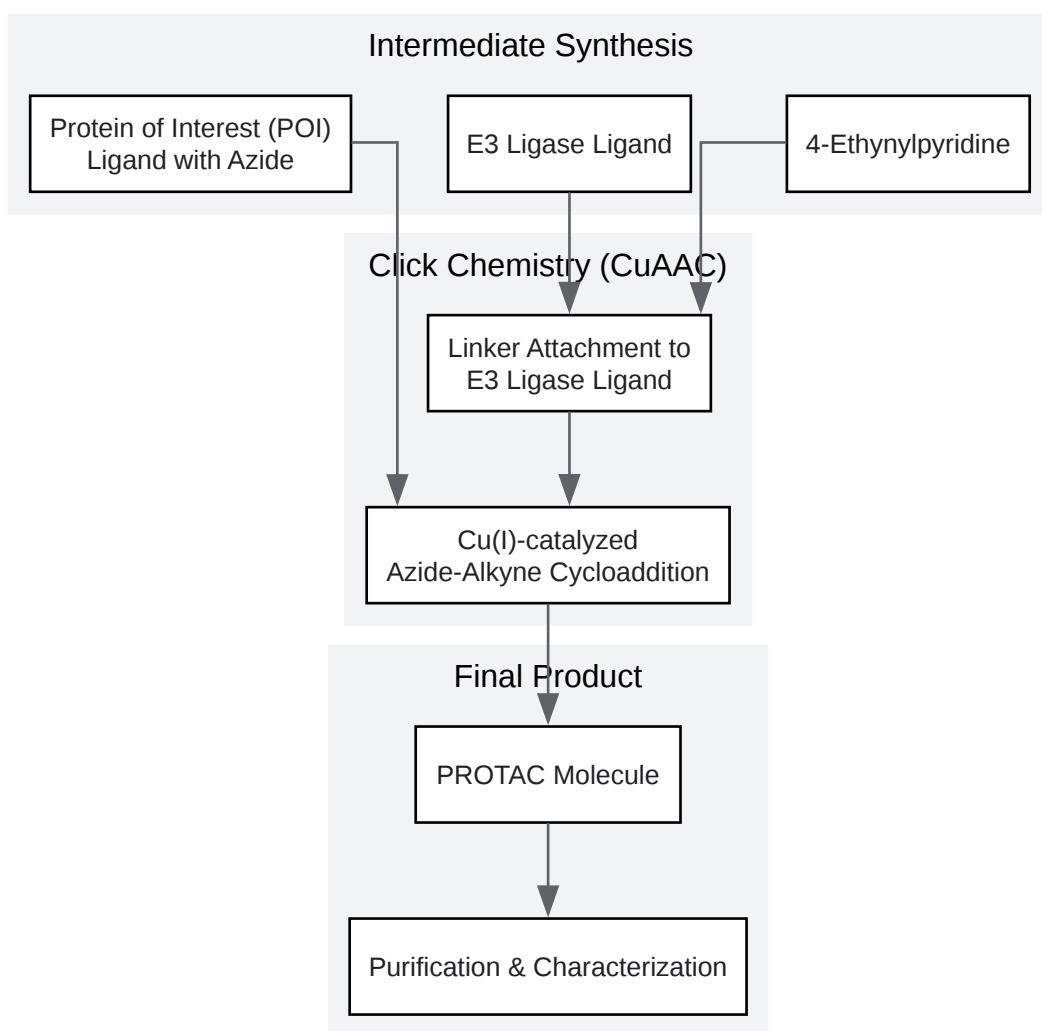 Intermediate Synthesis
Protein of Interest (POI)
Ligand with Azide
E3 Ligase Ligand
4-Ethynylpyridine
Click Chemistry (CuAAC)
Linker Attachment to
E3 Ligase Ligand
Cu(I)-catalyzed
Azide-Alkyne Cycloaddition
Final Product
PROTAC Molecule
Purification & Characterization